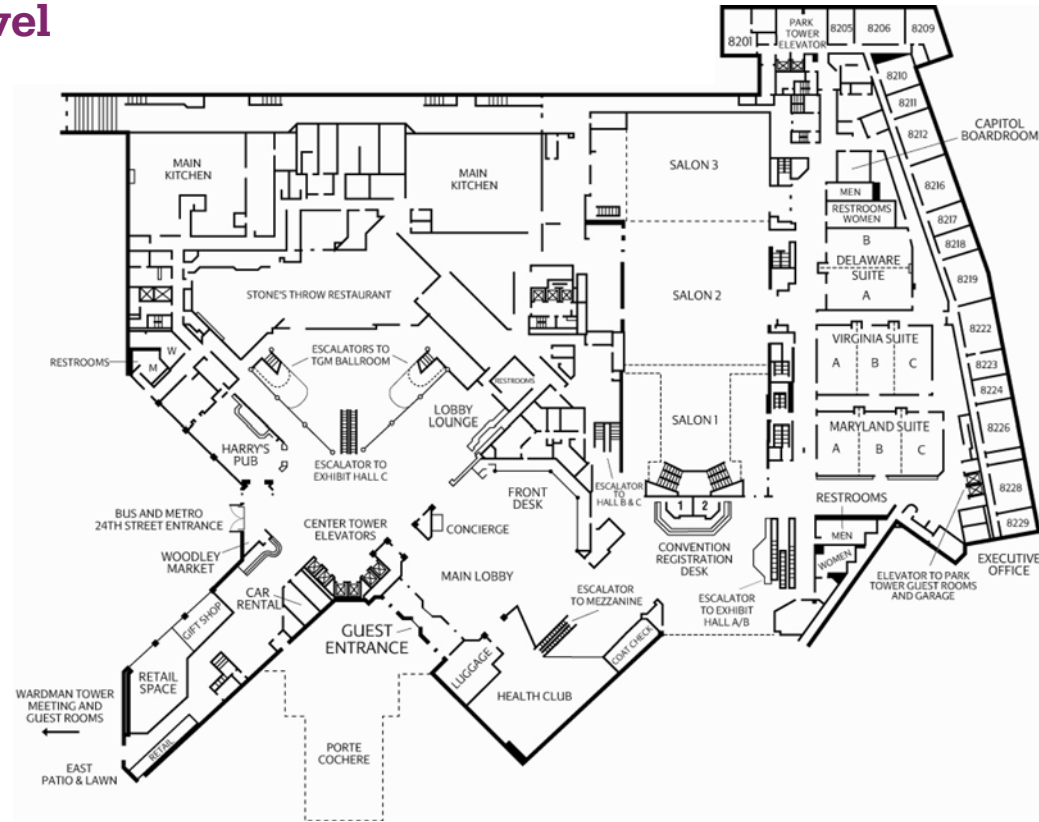 vel
8201
PARK
TOWER
ELEVATOR
8205
8206
8209
8210
8211
8212
CAPITOL
BOARDROOM
8216
8217
8218
8219
8222
8223
8224
8226
8228
8229
EXECUTIVE
OFFICE
MAIN
KITCHEN
MAIN
KITCHEN
SALON 3
SALON 2
SALON 1
MEN
RESTROOMS
WOMEN
B
DELAWARE
SUITE
A
VIRGINIA SUITE
A
B
C
MARYLAND SUITE
A
B
C
STONE'S THROW RESTAURANT
RESTROOMS
W
M
ESCALATORS TO
TGM BALLROOM
RESTROOMS
LOBBY
LOUNGE
HARRY'S
PUB
ESCALATOR TO
EXHIBIT HALL C
ESCALATOR
TO
HALL B & C
FRONT
DESK
1
2
CONVENTION
REGISTRATION
DESK
RESTROOMS
MEN
WOMEN
ELEVATOR TO PARK
TOWER GUEST ROOMS
AND GARAGE
ESCALATOR
TO EXHIBIT
HALL A/B
BUS AND METRO
24TH STREET ENTRANCE
CENTER TOWER
ELEVATORS
CONCIERGE
WOODLEY
MARKET
MAIN LOBBY
CAR
RENTAL
ESCALATOR
TO MEZZANINE
GIFT SHOP
GUEST
ENTRANCE
COAT CHECK
LUGGAGE
HEALTH CLUB
RETAIL
SPACE
WARDMAN TOWER
MEETING AND
GUEST ROOMS
RETAIL
EAST
PATIO & LAWN
PORTE
COCHERE